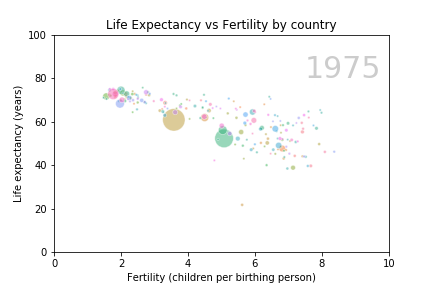 Life Expectancy vs Fertility by country
1975
Life expectancy (years)
100
80
60
40
20
0
0 2 4 6 8 10
Fertility (children per birthing person)